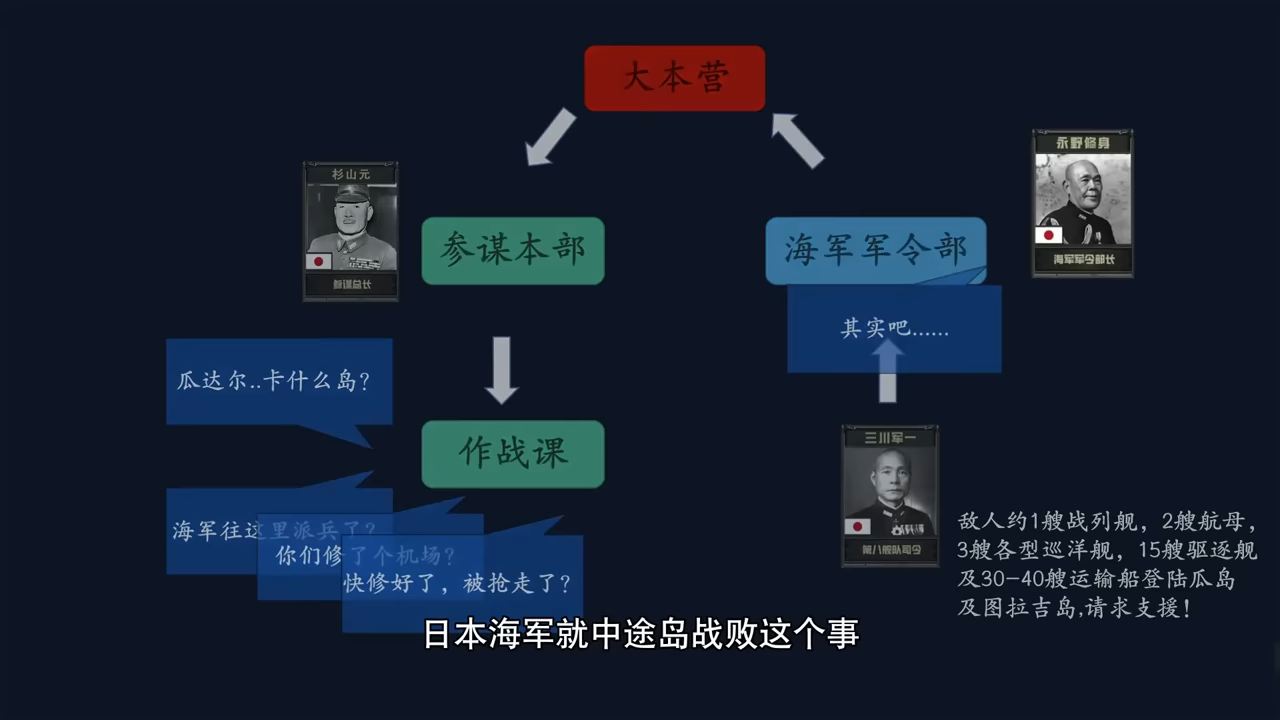 大本营
永野修身
海军军令部长
杉山元
参谋总长
参谋本部
海军军令部
其实吧......
瓜达尔..卡什么岛？
作战课
三川军一
第八舰队司令
海军往这里派兵了？
你们修了个机场？
快修好了，被抢走了？
敌人约1艘战列舰，2艘航母，
3艘各型巡洋舰，15艘驱逐舰
及30-40艘运输船登陆瓜岛
及图拉吉岛,请求支援！
日本海军就中途岛战败这个事